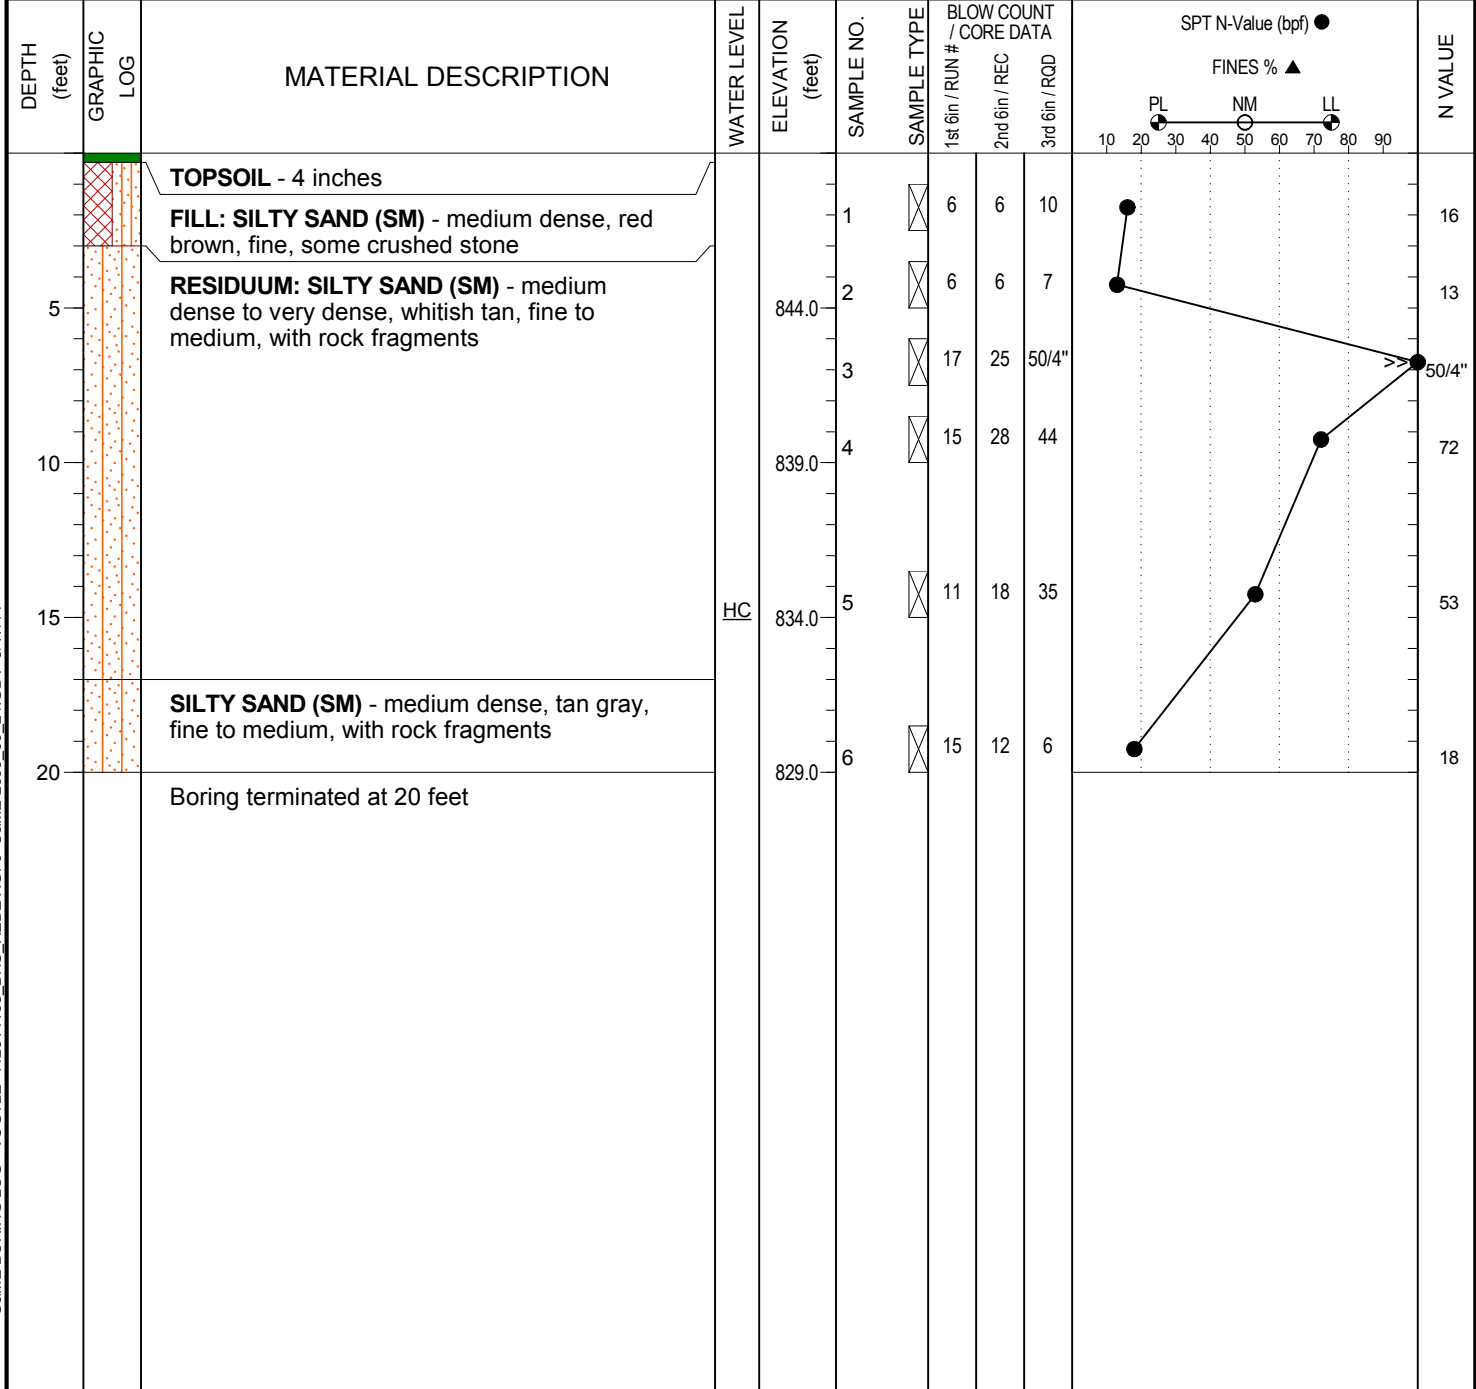 DEPTH
(feet)
GRAPHIC
LOG
MATERIAL DESCRIPTION
WATER LEVEL
ELEVATION
(feet)
SAMPLE NO.
SAMPLE TYPE
BLOW COUNT
/ CORE DATA
1st 6in / RUN #
2nd 6in / REC
3rd 6in / RQD
SPT N-Value (bpf)
FINES %
PL NM LL
10 20 30 40 50 60 70 80 90
N VALUE
TOPSOIL - 4 inches
FILL: SILTY SAND (SM) - medium dense, red
brown, fine, some crushed stone
1 6 6 10 16
RESIDUUM: SILTY SAND (SM) - medium
dense to very dense, whitish tan, fine to
medium, with rock fragments
2 6 6 7 13
5 844.0
3 17 25 50/4" >> 50/4"
4 15 28 44 72
10 839.0
5 11 18 35 53
15 HC 834.0
SILTY SAND (SM) - medium dense, tan gray,
fine to medium, with rock fragments
6 15 12 6 18
20 829.0
Boring terminated at 20 feet